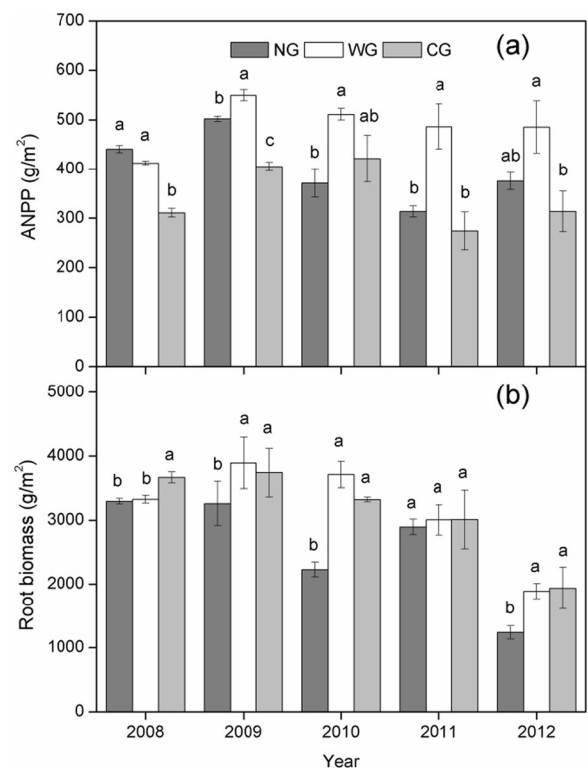 700
600
500
400
300
200
100
0
ANPP (g/m²)
NG WG CG
(a)
a a b
b a c
b a ab
b a b
ab a b
5000
4000
3000
2000
1000
0
Root biomass (g/m²)
(b)
b b a
b a a
b a a
a a a
b a a
2008 2009 2010 2011 2012
Year